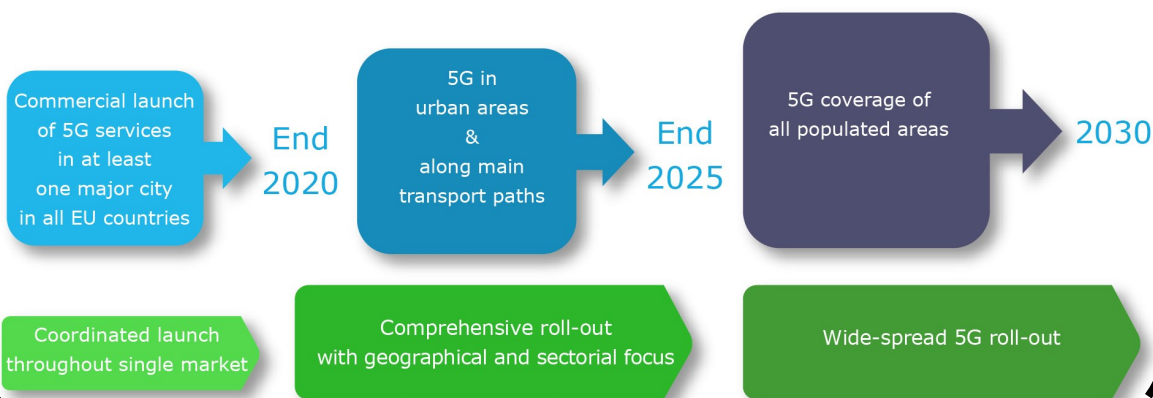 Commercial launch
of 5G services
in at least
one major city
in all EU countries
End
2020
5G in
urban areas
&
along main
transport paths
End
2025
5G coverage of
all populated areas
2030
Coordinated launch
throughout single market
Comprehensive roll-out
with geographical and sectorial focus
Wide-spread 5G roll-out